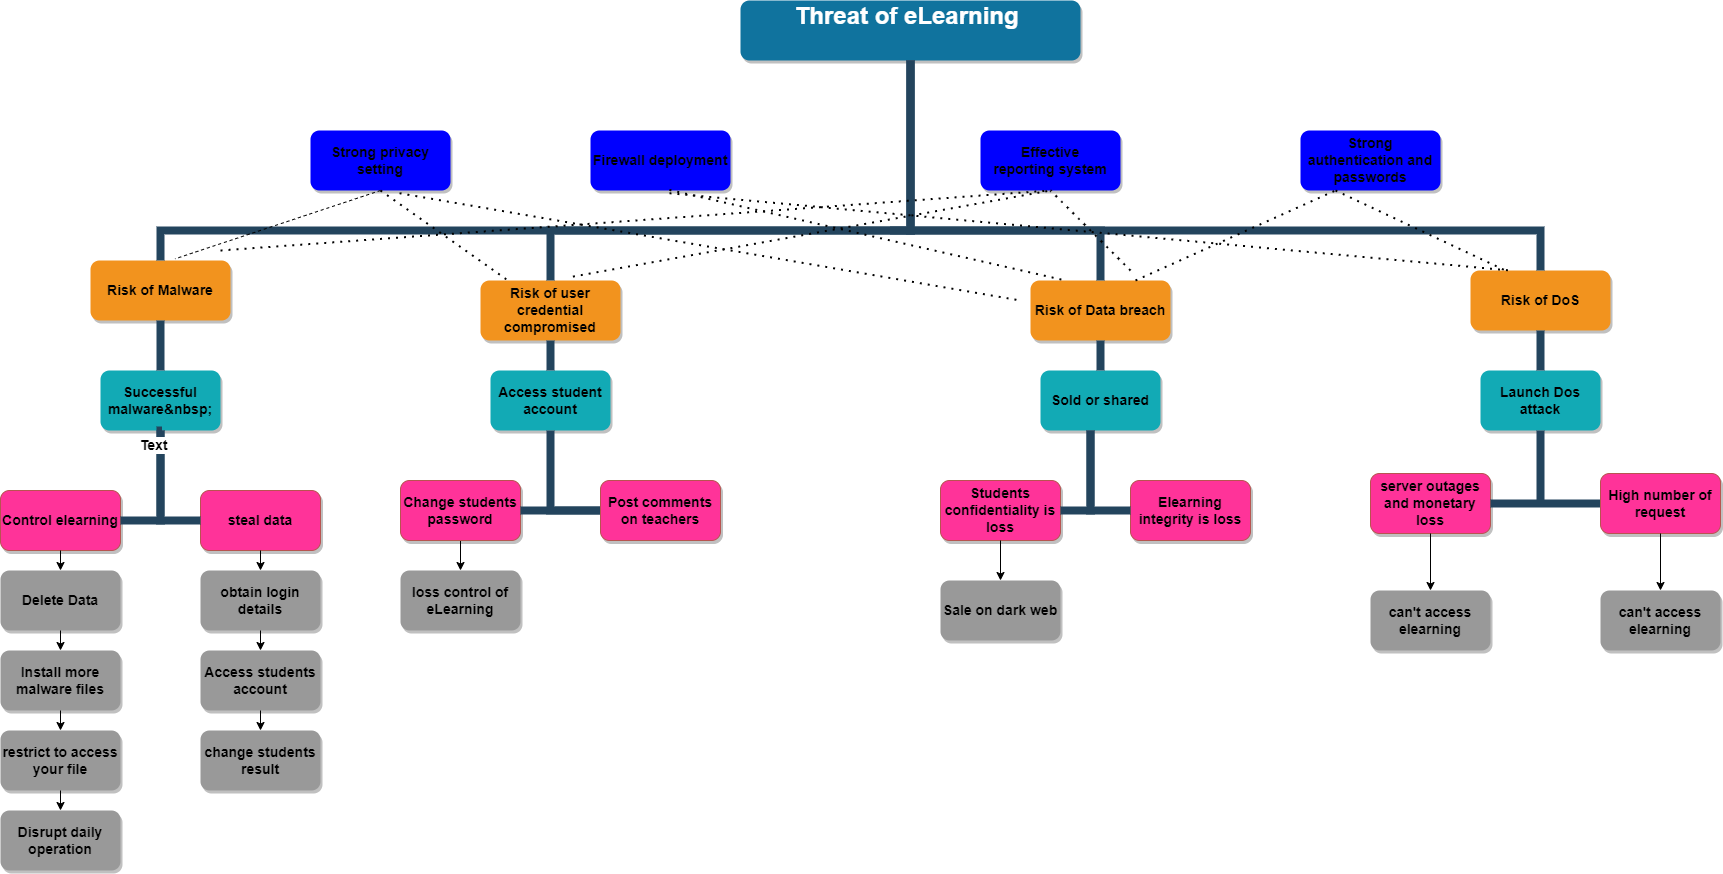 Threat of eLearning
Strong privacy
setting
Firewall deployment
Effective
reporting system
Strong
authentication and
passwords
Risk of Malware
Risk of user
credential
compromised
Risk of Data breach
Risk of DoS
Successful
malware&nbsp;
Access student
account
Sold or shared
Launch Dos
attack
Text
Control elearning
steal data
Change students
password
Post comments
on teachers
Students
confidentiality is
loss
Elearning
integrity is loss
server outages
and monetary
loss
High number of
request
Delete Data
obtain login
details
loss control of
eLearning
Sale on dark web
can't access
elearning
can't access
elearning
Install more
malware files
Access students
account
restrict to access
your file
change students
result
Disrupt daily
operation